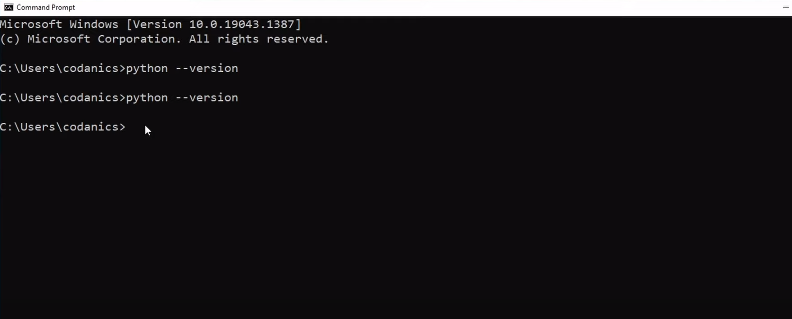 Command Prompt
Microsoft Windows [Version 10.0.19043.1387]
(c) Microsoft Corporation. All rights reserved.
C:\Users\codanics>python --version
C:\Users\codanics>python --version
C:\Users\codanics>